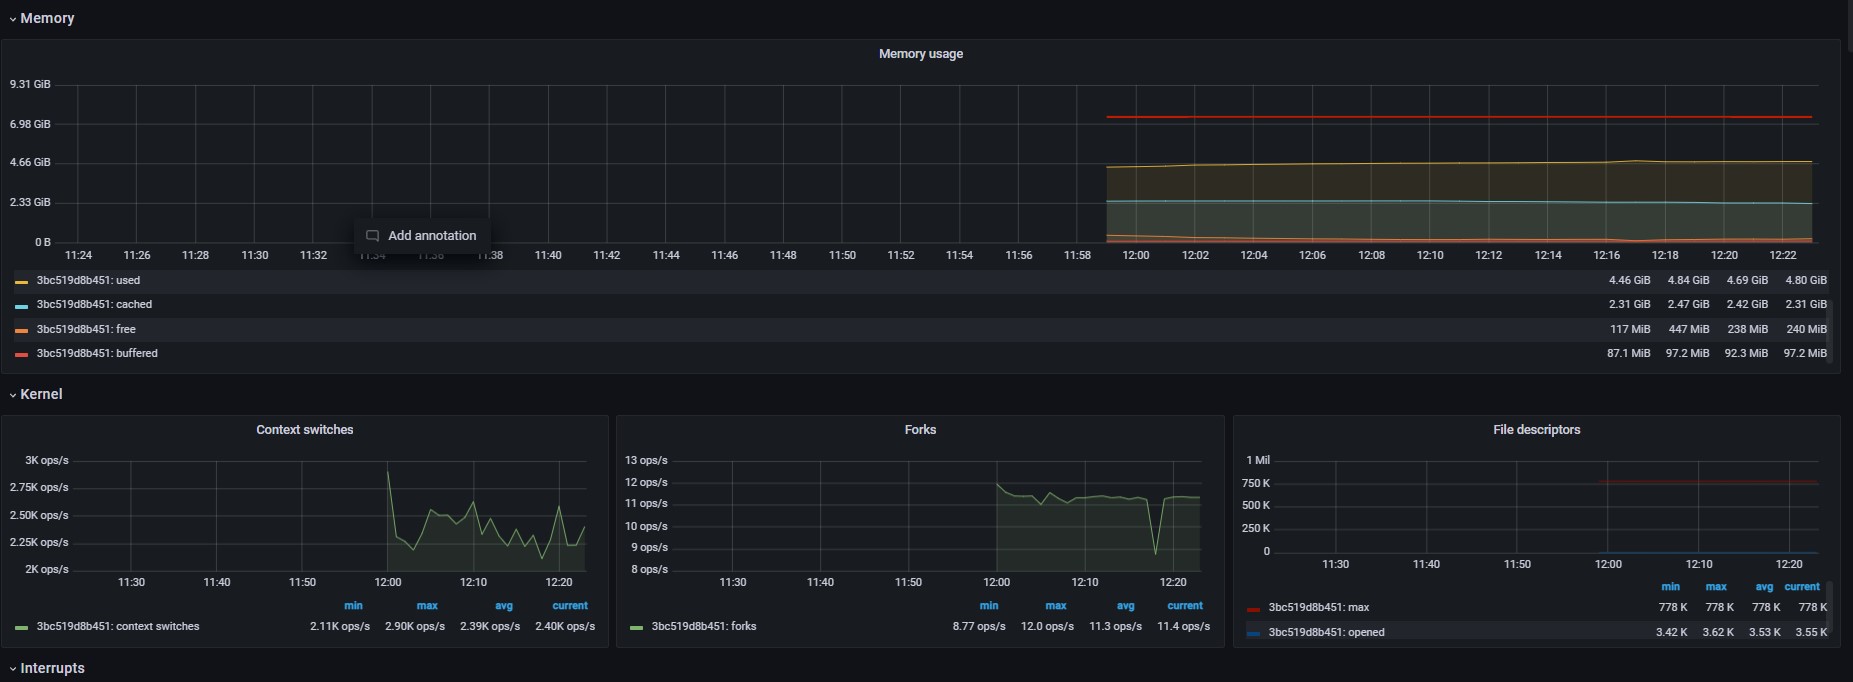 Memory
Memory usage
9.31 GiB
6.98 GiB
4.66 GiB
2.33 GiB
0 B
Add annotation
11:24 11:26 11:28 11:30 11:32 11:34 11:36 11:38 11:40 11:42 11:44 11:46 11:48 11:50 11:52 11:54 11:56 11:58 12:00 12:02 12:04 12:06 12:08 12:10 12:12 12:14 12:16 12:18 12:20 12:22
3bc519d8b451: used 4.46 GiB 4.84 GiB 4.69 GiB 4.80 GiB
3bc519d8b451: cached 2.31 GiB 2.47 GiB 2.42 GiB 2.31 GiB
3bc519d8b451: free 117 MiB 447 MiB 238 MiB 240 MiB
3bc519d8b451: buffered 87.1 MiB 97.2 MiB 92.3 MiB 97.2 MiB
Kernel
Context switches
3K ops/s
2.75K ops/s
2.50K ops/s
2.25K ops/s
2K ops/s
11:30 11:40 11:50 12:00 12:10 12:20
min max avg current
3bc519d8b451: context switches 2.11K ops/s 2.90K ops/s 2.39K ops/s 2.40K ops/s
Forks
13 ops/s
12 ops/s
11 ops/s
10 ops/s
9 ops/s
8 ops/s
11:30 11:40 11:50 12:00 12:10 12:20
min max avg current
3bc519d8b451: forks 8.77 ops/s 12.0 ops/s 11.3 ops/s 11.4 ops/s
File descriptors
1 Mil
750 K
500 K
250 K
0
11:30 11:40 11:50 12:00 12:10 12:20
min max avg current
3bc519d8b451: max 778 K 778 K 778 K 778 K
3bc519d8b451: opened 3.42 K 3.62 K 3.53 K 3.55 K
Interrupts